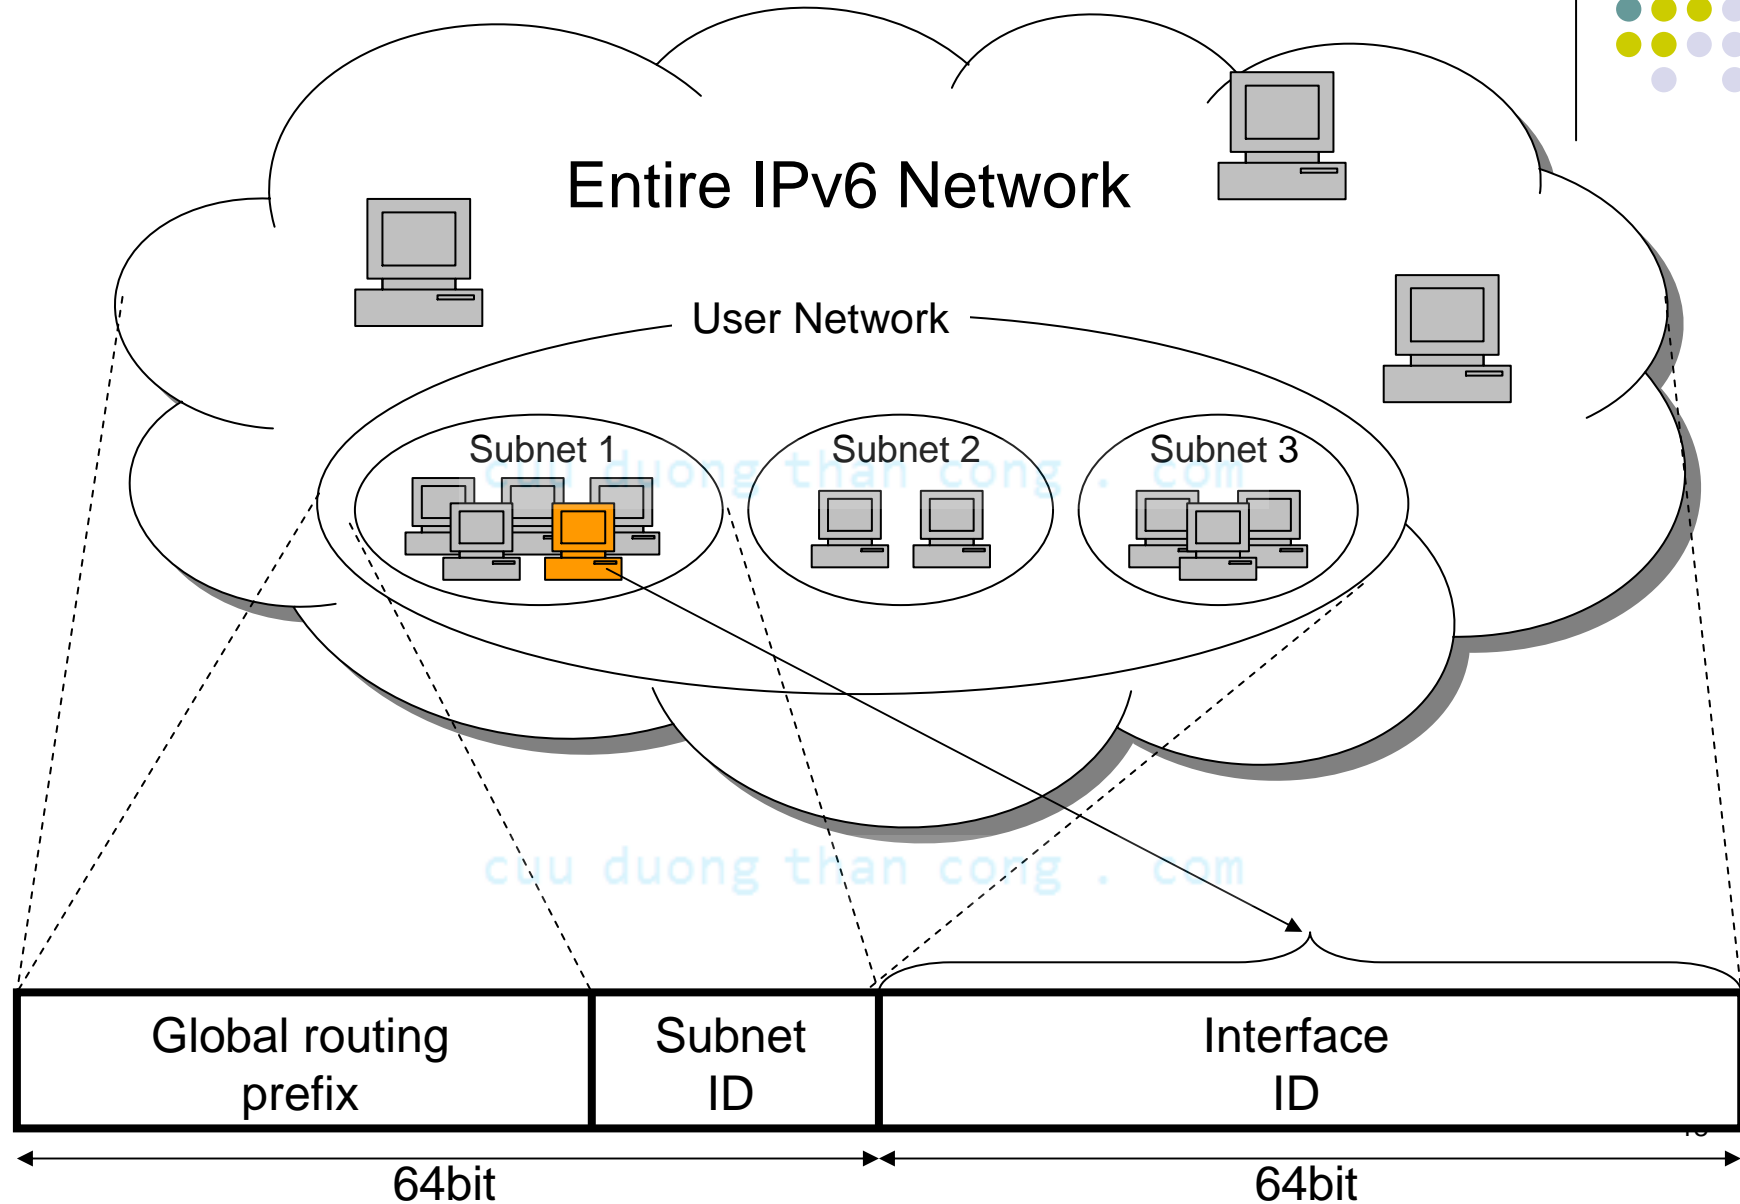 Entire IPv6 Network
User Network
Subnet 1
Subnet 2
Subnet 3
cuu duong than cong . com
cuu duong than cong . com
Global routing
prefix
Subnet
ID
Interface
ID
64bit
64bit